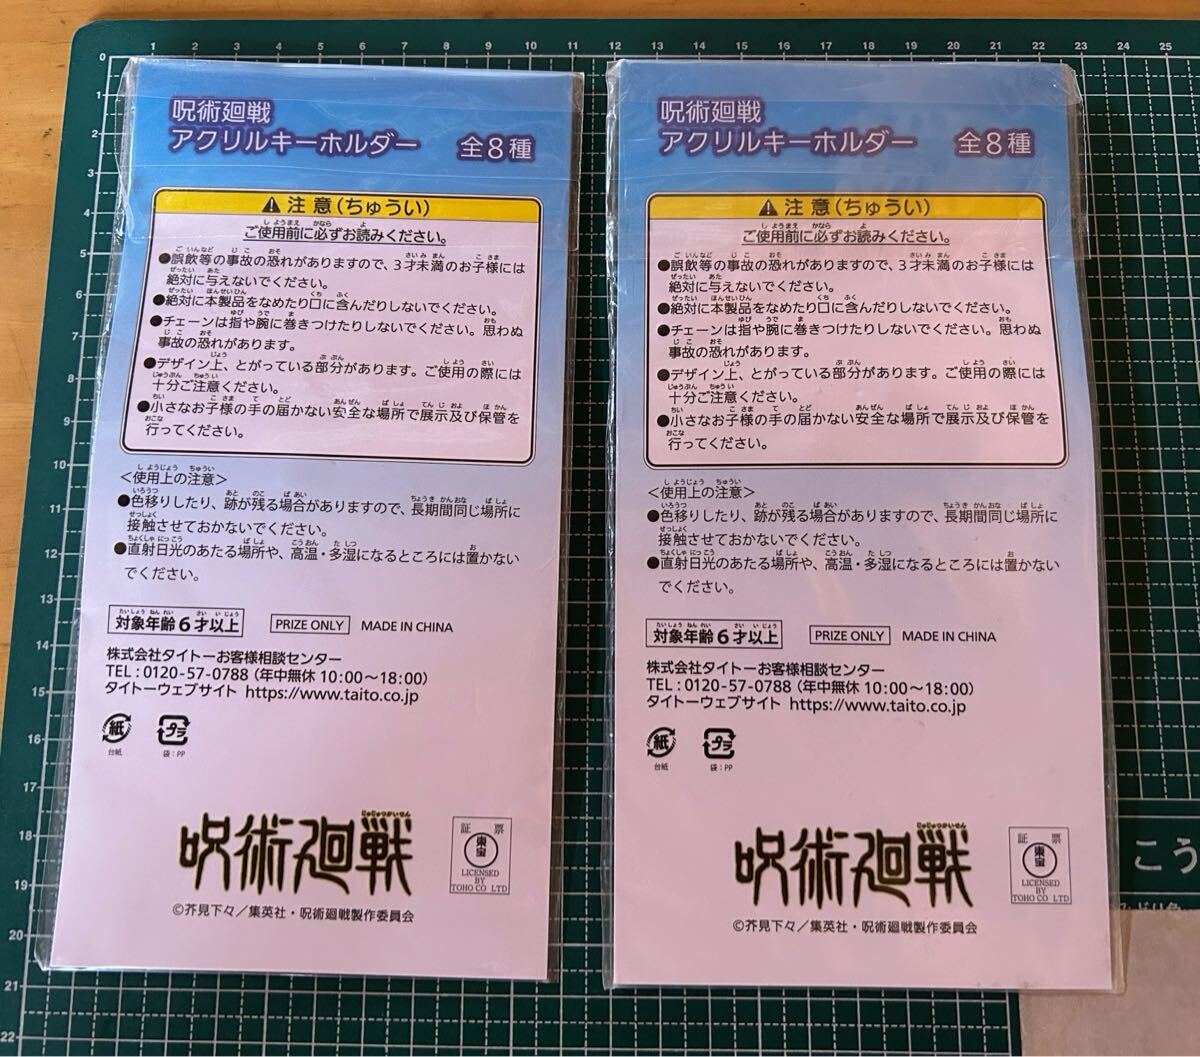 呪術廻戦
アクリルキーホルダー 全8種
⚠注意(ちゅうい)
ご使用前に必ずお読みください。
●誤飲等の事故の恐れがありますので、3才未満のお子様には
絶対に与えないでください。
●絶対に本製品をなめたり口に含んだりしないでください。
●チェーンは指や腕に巻きつけたりしないでください。思わぬ
事故の恐れがあります。
●デザイン上、とがっている部分があります。ご使用の際には
十分ご注意ください。
●小さなお子様の手の届かない安全な場所で展示及び保管を
行ってください。
<使用上の注意>
●色移りしたり、跡が残る場合がありますので、長期間同じ場所に
接触させておかないでください。
●直射日光のあたる場所や、高温・多湿になるところには置かない
でください。
対象年齢6才以上 PRIZE ONLY MADE IN CHINA
株式会社タイトーお客様相談センター
TEL:0120-57-0788(年中無休 10:00〜18:00)
タイトーウェブサイト https://www.taito.co.jp
紙 プラ
台紙 袋:PP
じゅじゅつかいせん
呪術廻戦
証票
東宝
LICENSED
BY
TOHO CO LTD
©芥見下々/集英社・呪術廻戦製作委員会
呪術廻戦
アクリルキーホルダー 全8種
⚠注意(ちゅうい)
ご使用前に必ずお読みください。
●誤飲等の事故の恐れがありますので、3才未満のお子様には
絶対に与えないでください。
●絶対に本製品をなめたり口に含んだりしないでください。
●チェーンは指や腕に巻きつけたりしないでください。思わぬ
事故の恐れがあります。
●デザイン上、とがっている部分があります。ご使用の際には
十分ご注意ください。
●小さなお子様の手の届かない安全な場所で展示及び保管を
行ってください。
<使用上の注意>
●色移りしたり、跡が残る場合がありますので、長期間同じ場所に
接触させておかないでください。
●直射日光のあたる場所や、高温・多湿になるところには置かない
でください。
対象年齢6才以上 PRIZE ONLY MADE IN CHINA
株式会社タイトーお客様相談センター
TEL:0120-57-0788(年中無休 10:00〜18:00)
タイトーウェブサイト https://www.taito.co.jp
紙 プラ
台紙 袋:PP
じゅじゅつかいせん
呪術廻戦
証票
東宝
LICENSED
BY
TOHO CO LTD
©芥見下々/集英社・呪術廻戦製作委員会
こう